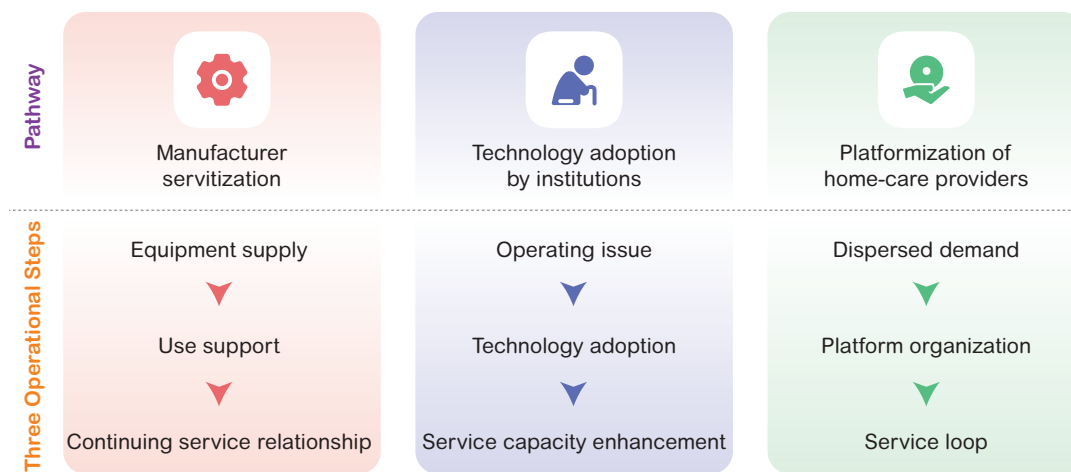 Pathway
Manufacturer
servitization
Technology adoption
by institutions
Platformization of
home-care providers
Three Operational Steps
Equipment supply
Operating issue
Dispersed demand
Use support
Technology adoption
Platform organization
Continuing service relationship
Service capacity enhancement
Service loop